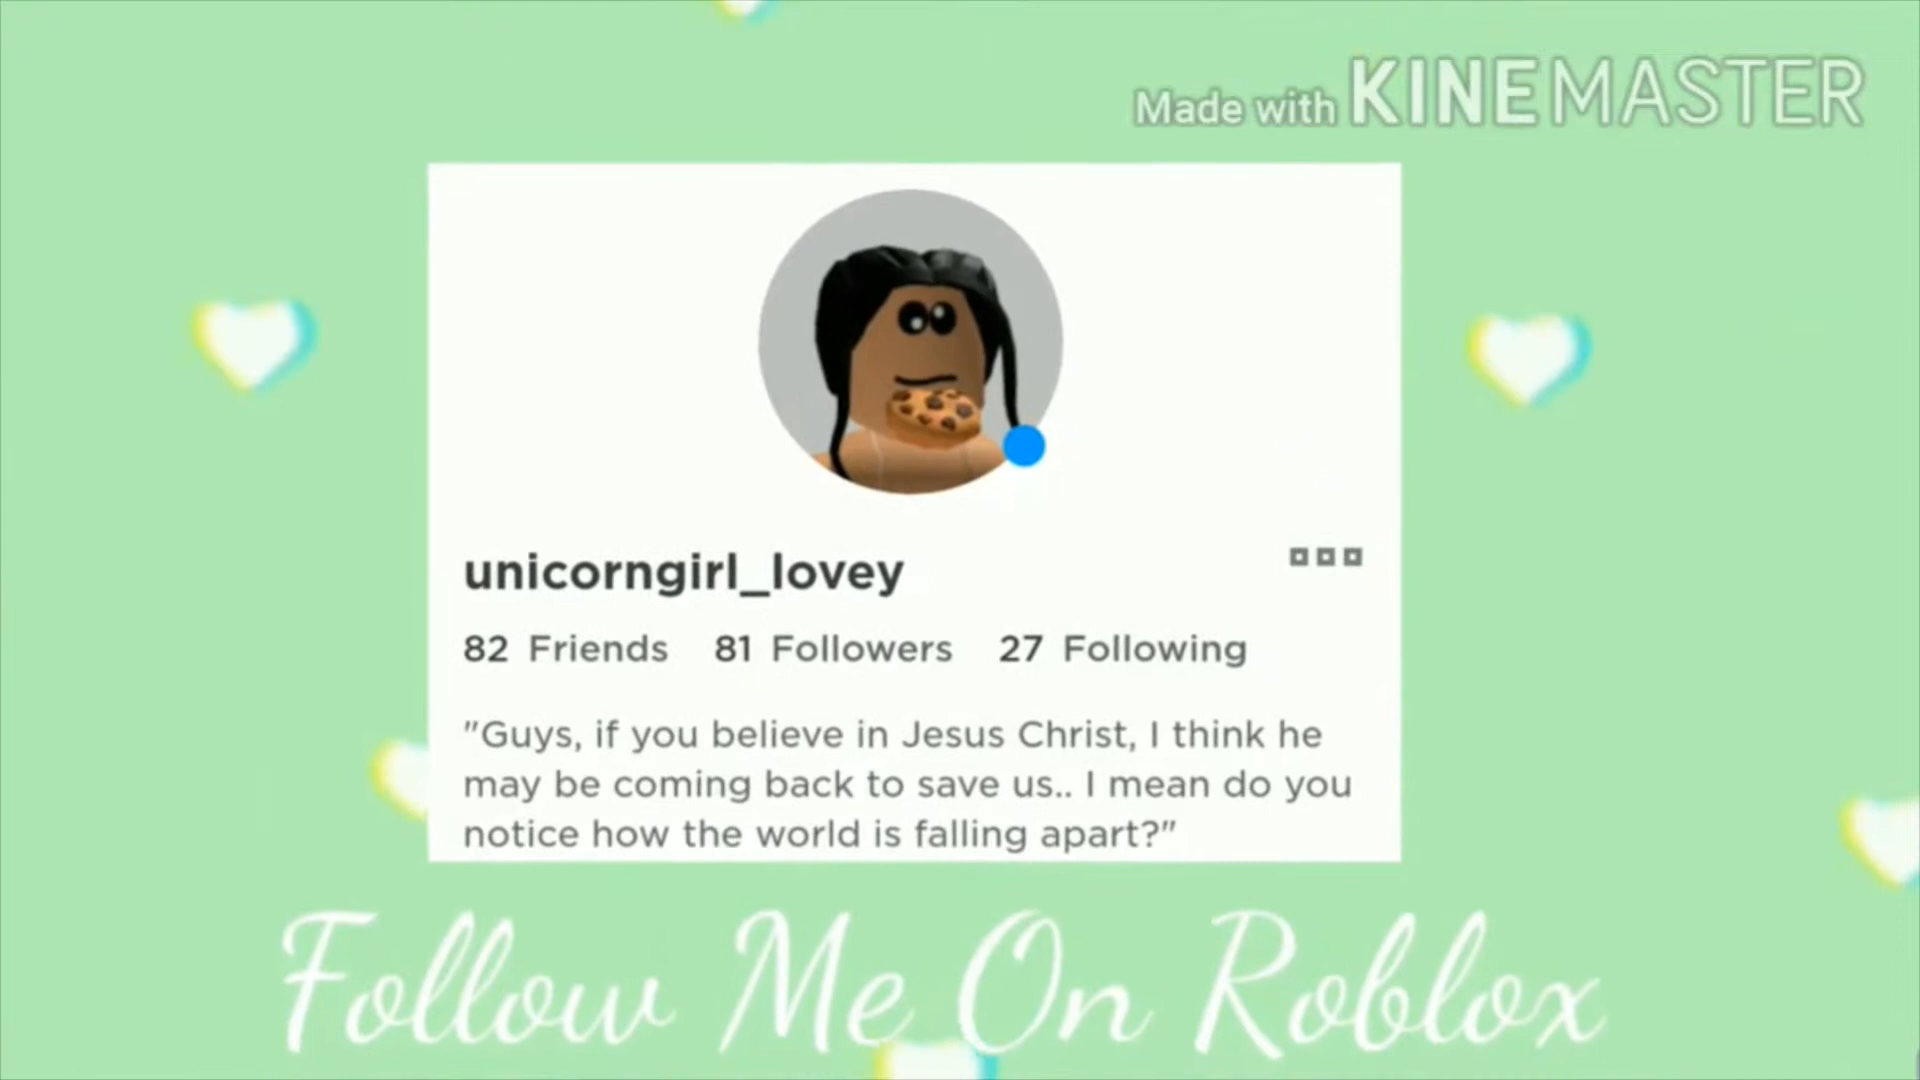 Made with KINEMASTER
unicorngirl_lovey
82 Friends 81 Followers 27 Following
"Guys, if you believe in Jesus Christ, I think he
may be coming back to save us.. I mean do you
notice how the world is falling apart?"
Follow Me On Roblox